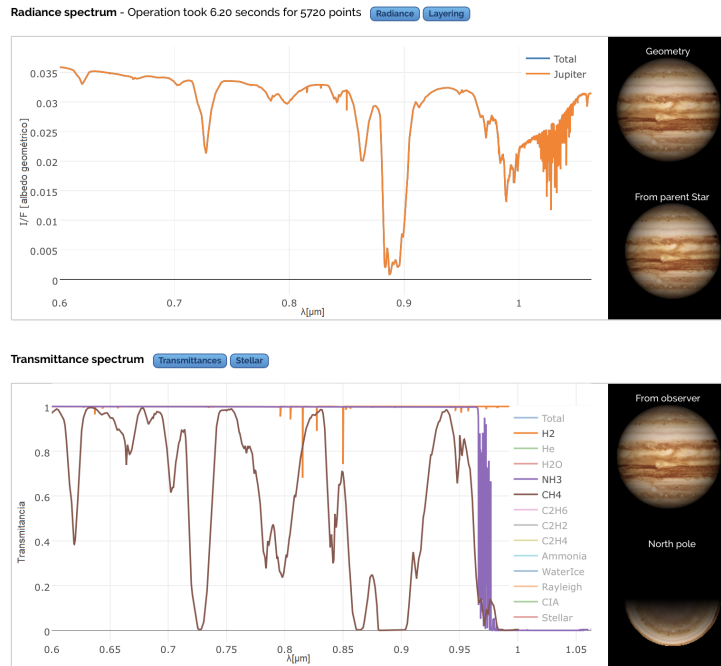 Radiance spectrum - Operation took 6.20 seconds for 5720 points Radiance Layering
Geometry
Total
Jupiter
0.035
0.03
0.025
0.02
0.015
0.01
0.005
0
I/F [albedo geométrico]
0.6 0.7 0.8 0.9 1
λ[µm]
From parent Star
Transmittance spectrum Transmittances Stellar
From observer
1
0.8
0.6
0.4
0.2
0
Transmitancia
Total
H2
He
H2O
NH3
CH4
C2H6
C2H2
C2H4
Ammonia
WaterIce
Rayleigh
CIA
Stellar
North pole
0.6 0.65 0.7 0.75 0.8 0.85 0.9 0.95 1 1.05
λ[µm]